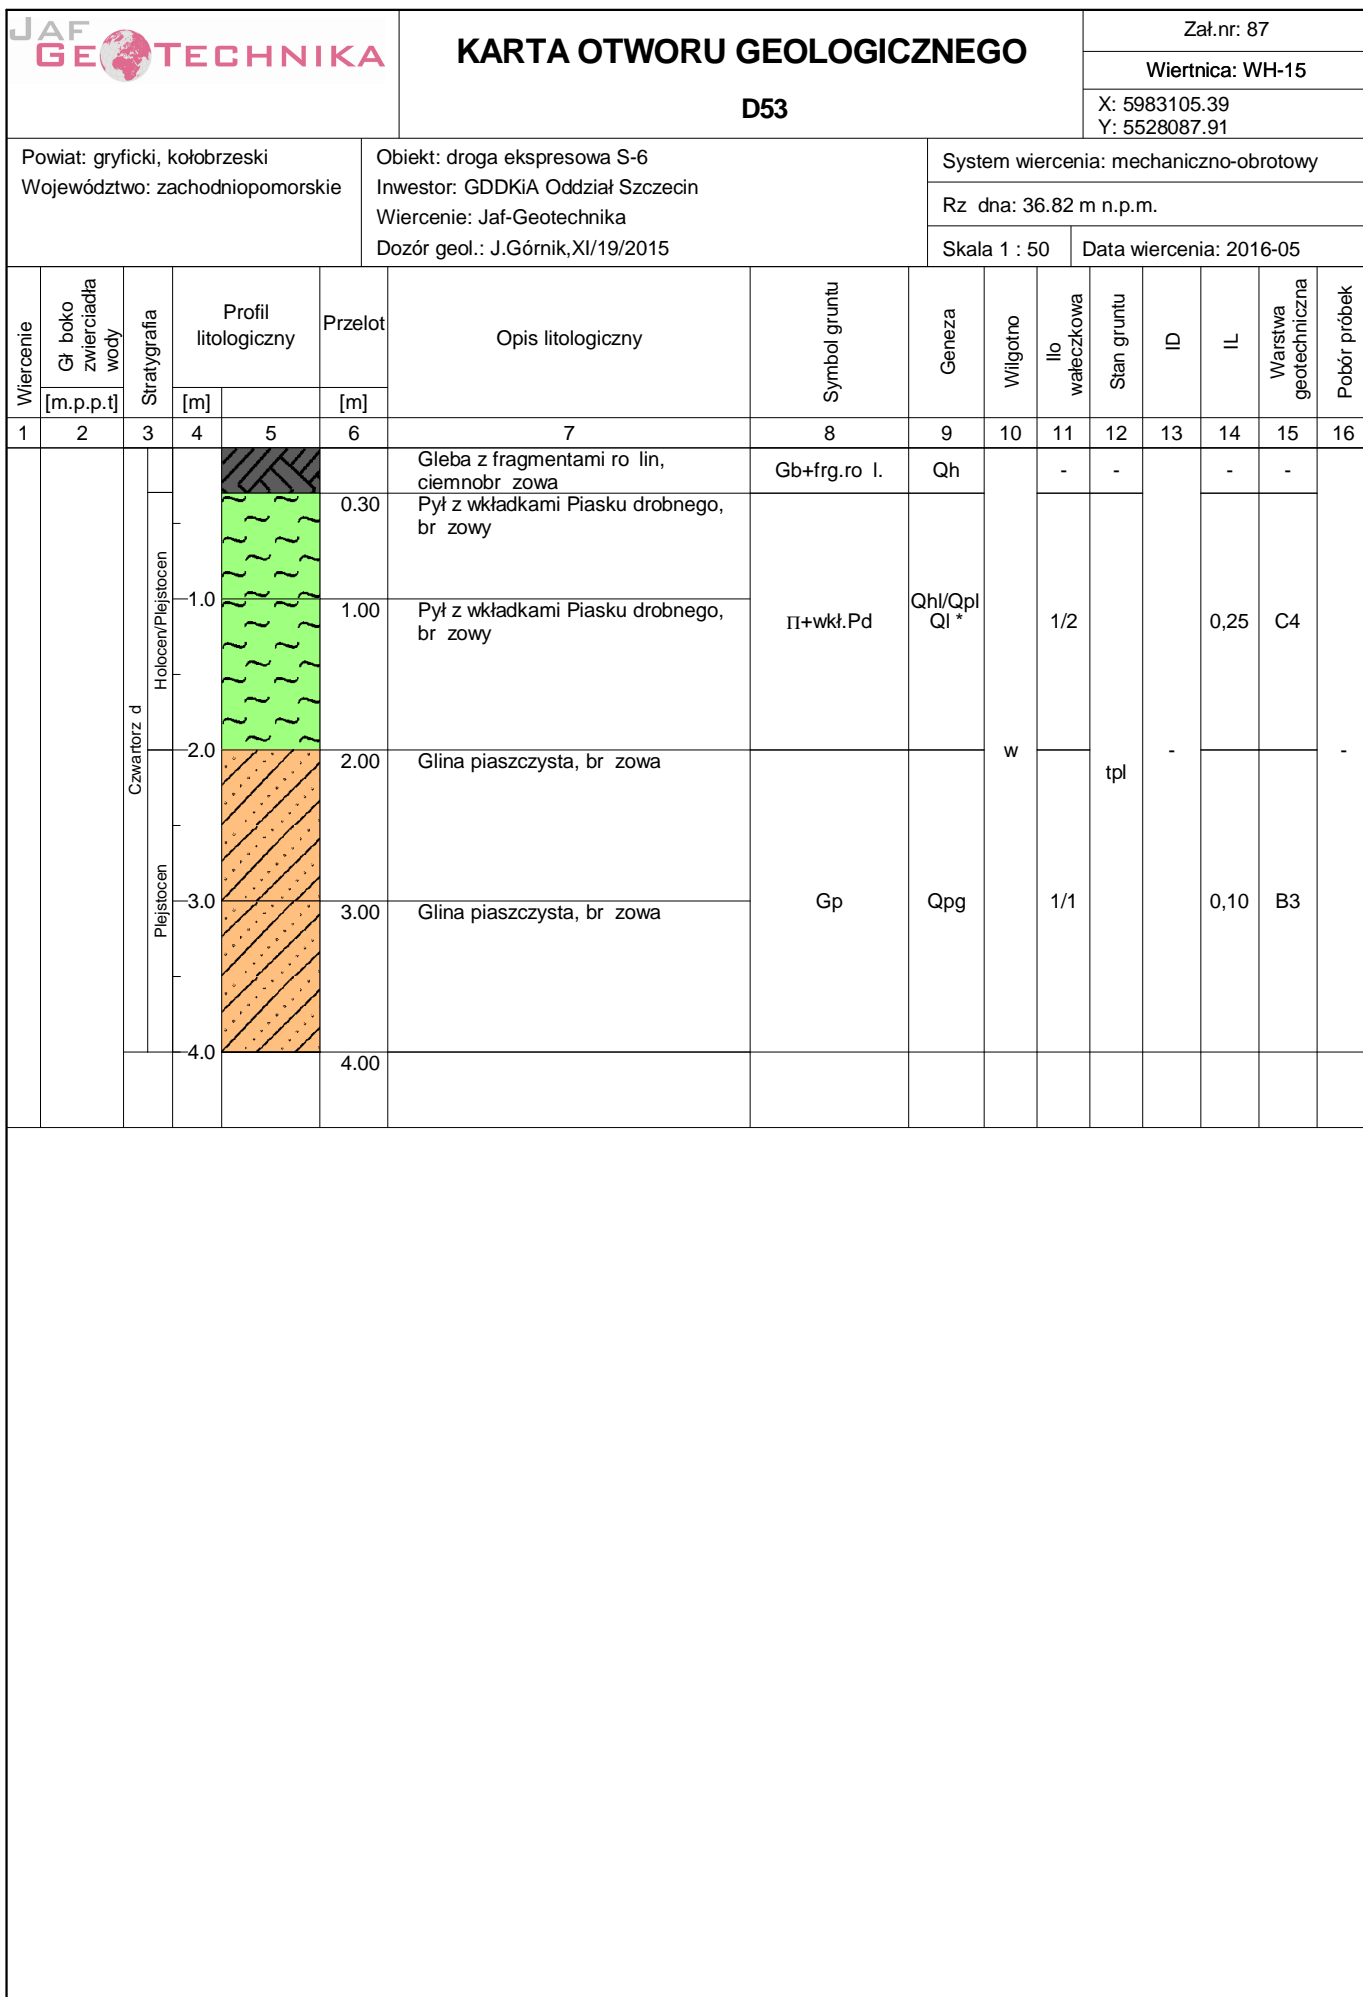 JAF
GEOTECHNIKA
KARTA OTWORU GEOLOGICZNEGO
D53
Zał.nr: 87
Wiertnica: WH-15
X: 5983105.39
Y: 5528087.91
Powiat: gryficki, kołobrzeski
Województwo: zachodniopomorskie
Obiekt: droga ekspresowa S-6
Inwestor: GDDKiA Oddział Szczecin
Wiercenie: Jaf-Geotechnika
Dozór geol.: J.Górnik,XI/19/2015
System wiercenia: mechaniczno-obrotowy
Rz dna: 36.82 m n.p.m.
Skala 1 : 50
Data wiercenia: 2016-05
Wiercenie
Gł boko
zwierciadła
wody
[m.p.p.t]
Stratygrafia
Profil
litologiczny
[m]
Przelot
[m]
Opis litologiczny
Symbol gruntu
Geneza
Wilgotno
Ilo
wałeczkowa
Stan gruntu
ID
IL
Warstwa
geotechniczna
Pobór próbek
1 2 3 4 5 6 7 8 9 10 11 12 13 14 15 16
Gleba z fragmentami ro lin,
ciemnobr zowa
Gb+frg.ro l.
Qh
- - - -
0.30
Pył z wkładkami Piasku drobnego,
br zowy
Holocen/Plejstocen
1.0
1.00
Pył z wkładkami Piasku drobnego,
br zowy
Π+wkł.Pd
Qhl/Qpl
Ql *
1/2
0,25
C4
Czwartorz d
2.0
2.00
Glina piaszczysta, br zowa
w
tpl
-
-
Plejstocen
3.0
3.00
Glina piaszczysta, br zowa
Gp
Qpg
1/1
0,10
B3
4.0
4.00